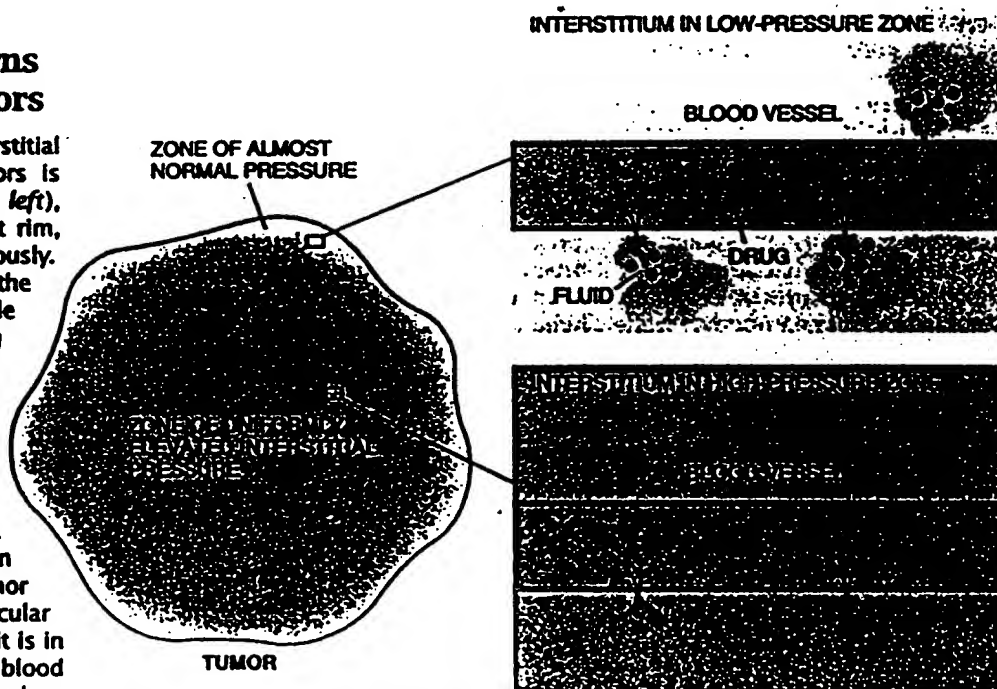 ns
ors
rstitial
ors is
left),
t rim,
ously.
the
le
n
nor
cular
it is in
blood
ZONE OF ALMOST
NORMAL PRESSURE
ZONE OF UNIFORMLY
ELEVATED INTERSTITIAL
PRESSURE
TUMOR
INTERSTITIUM IN LOW-PRESSURE ZONE
BLOOD VESSEL
DRUG
FLUID
INTERSTITIUM IN HIGH-PRESSURE ZONE
BLOOD VESSEL